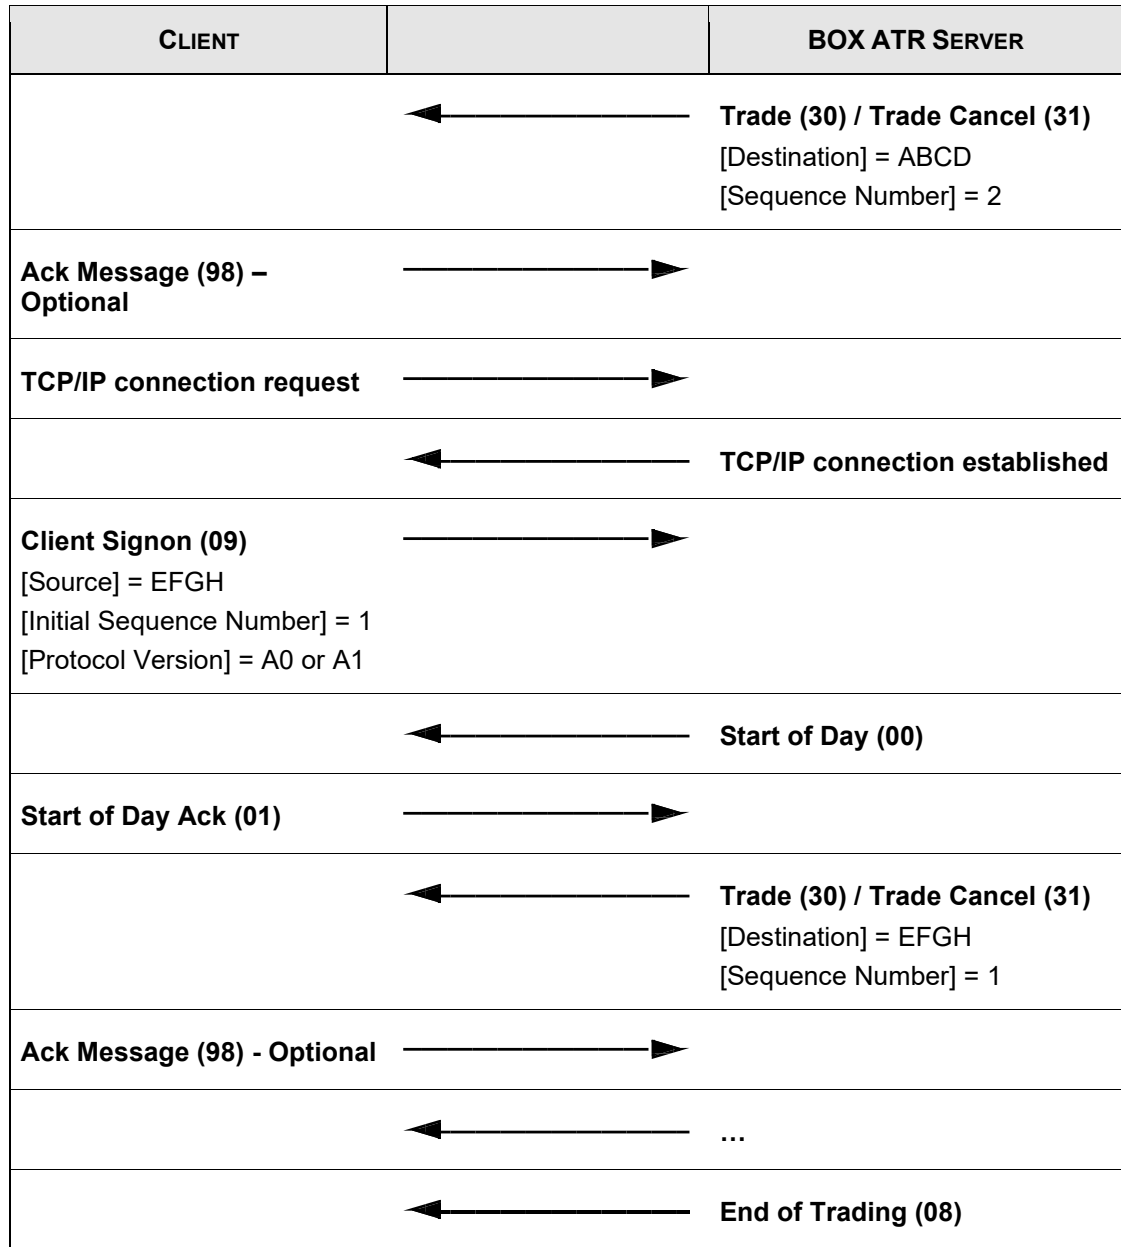 CLIENT
BOX ATR SERVER
Trade (30) / Trade Cancel (31)
[Destination] = ABCD
[Sequence Number] = 2
Ack Message (98) –
Optional
TCP/IP connection request
TCP/IP connection established
Client Signon (09)
[Source] = EFGH
[Initial Sequence Number] = 1
[Protocol Version] = A0 or A1
Start of Day (00)
Start of Day Ack (01)
Trade (30) / Trade Cancel (31)
[Destination] = EFGH
[Sequence Number] = 1
Ack Message (98) - Optional
…
End of Trading (08)